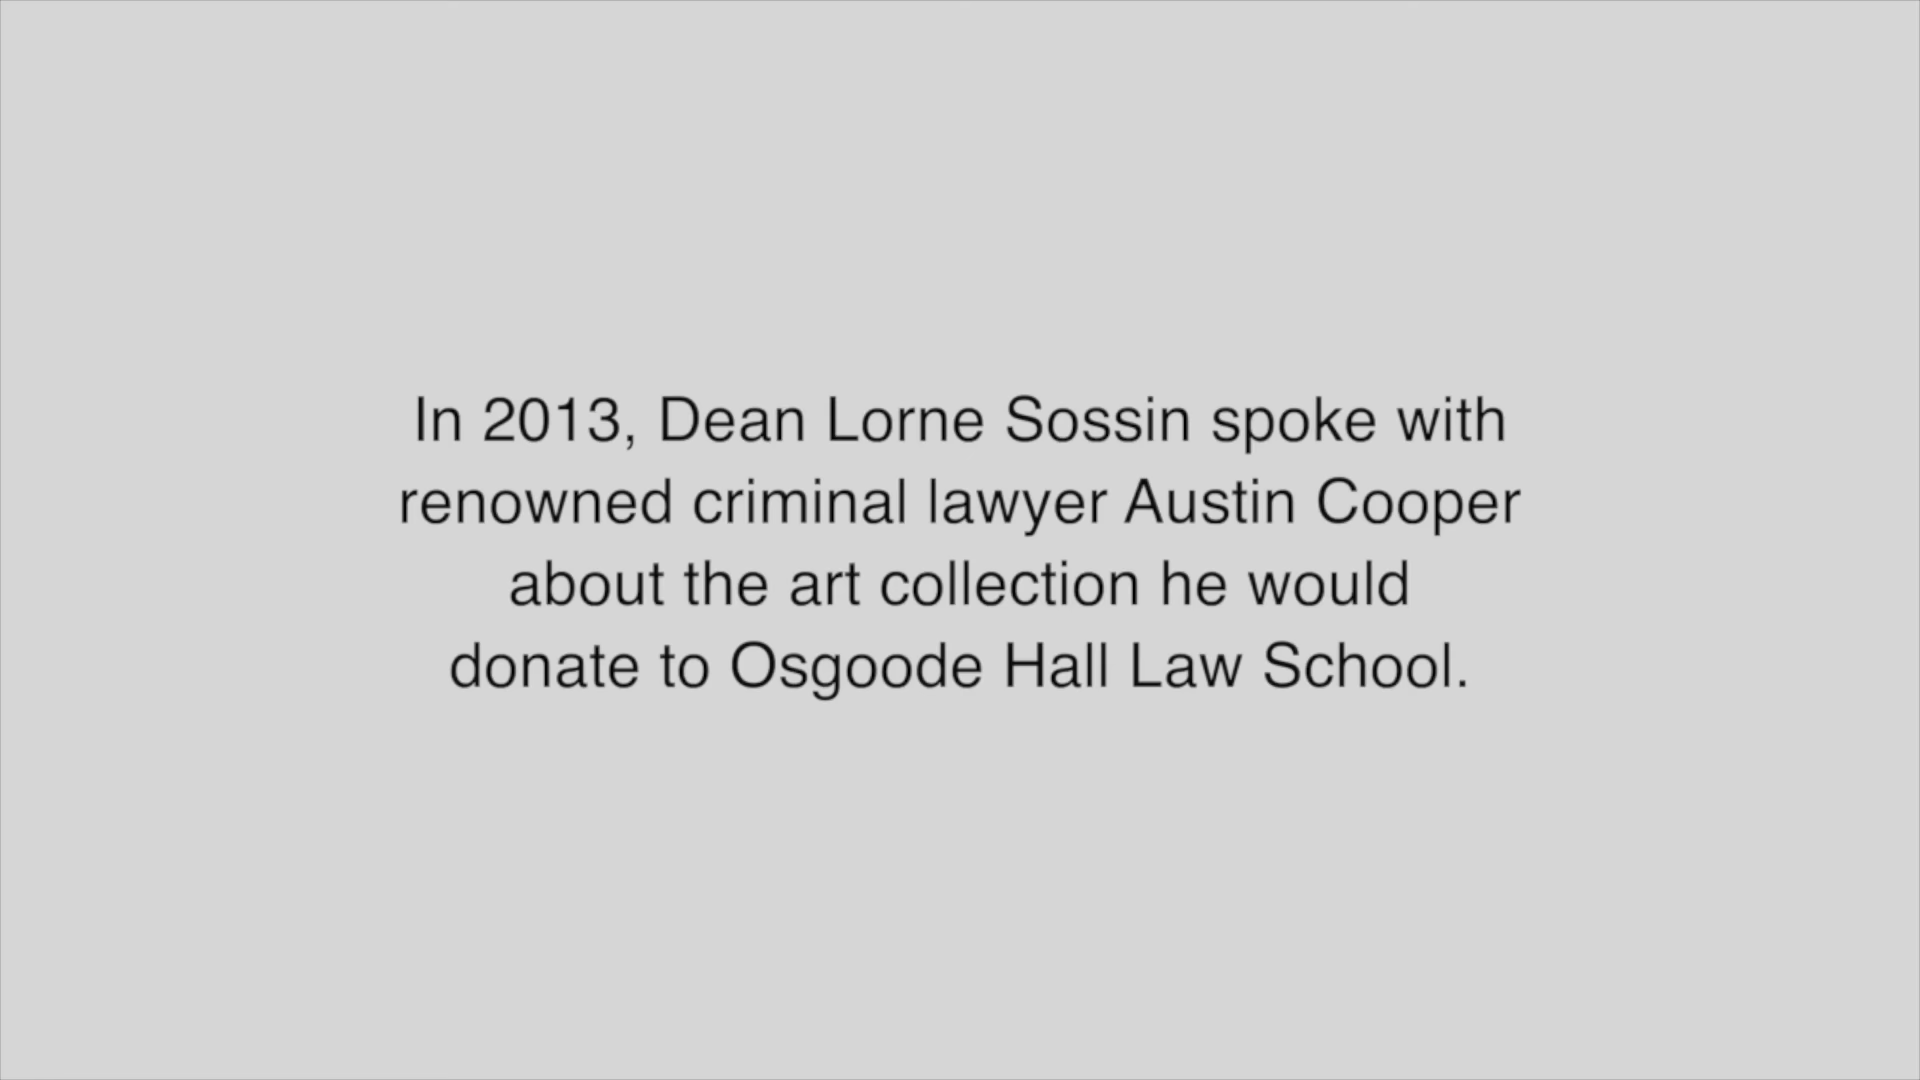 In 2013, Dean Lorne Sossin spoke with
renowned criminal lawyer Austin Cooper
about the art collection he would
donate to Osgoode Hall Law School.